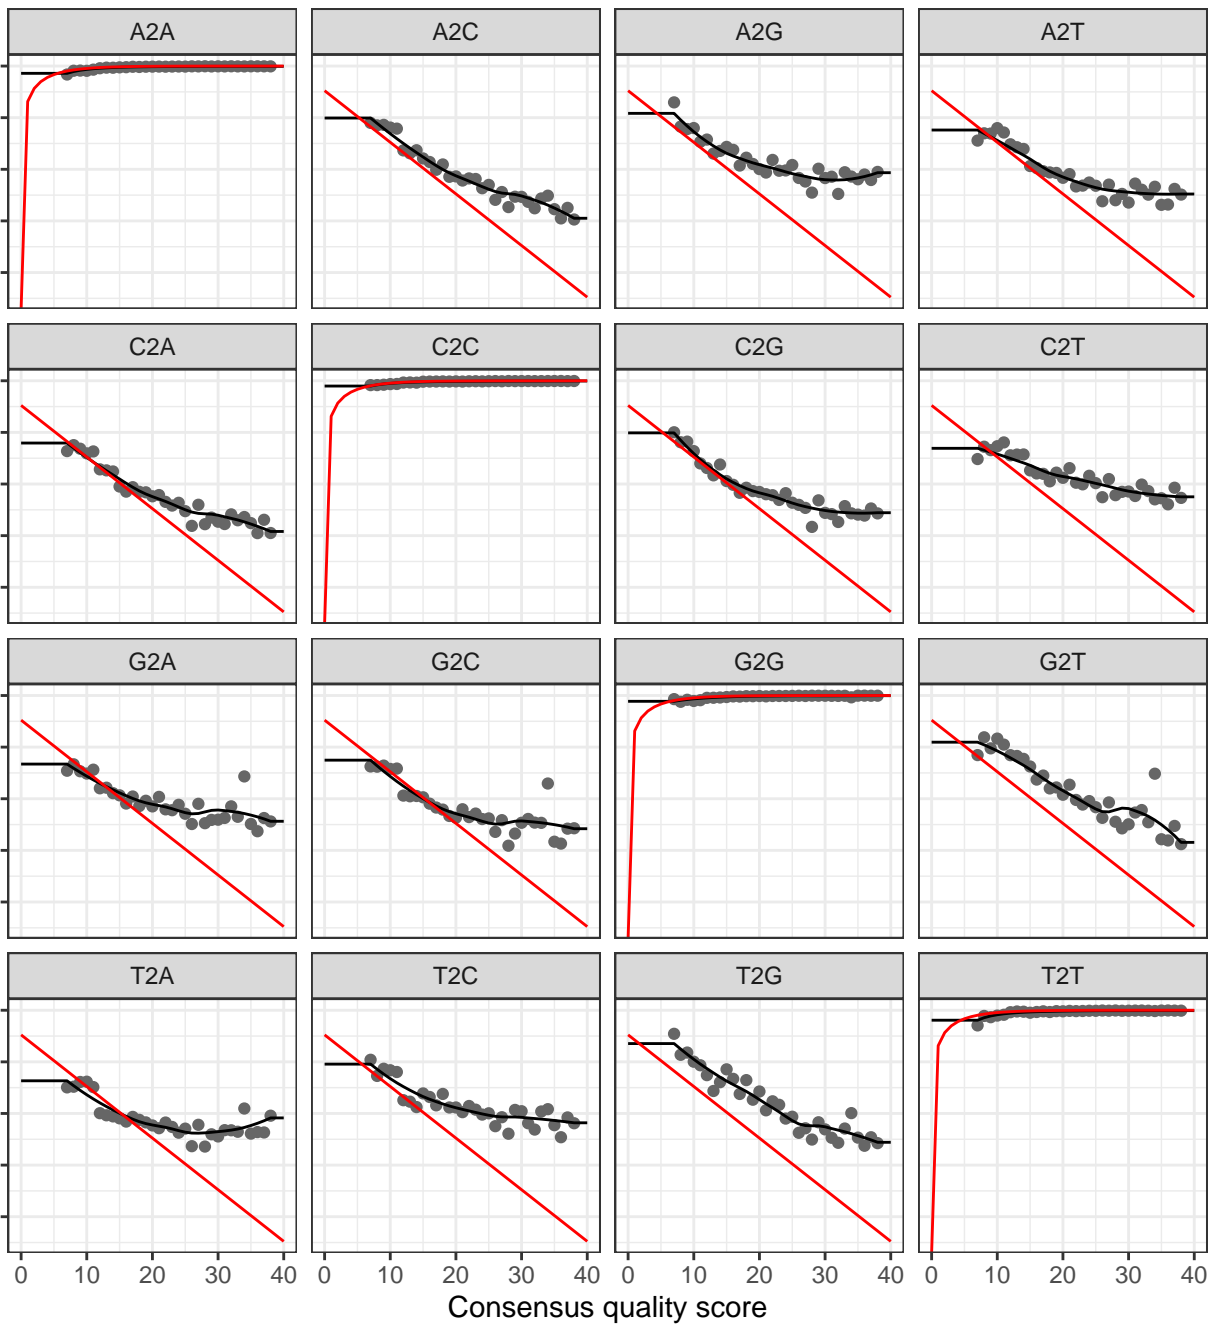 A2A A2C A2G A2T
C2A C2C C2G C2T
G2A G2C G2G G2T
T2A T2C T2G T2T
0 10 20 30 40 0 10 20 30 40 0 10 20 30 40 0 10 20 30 40
Consensus quality score